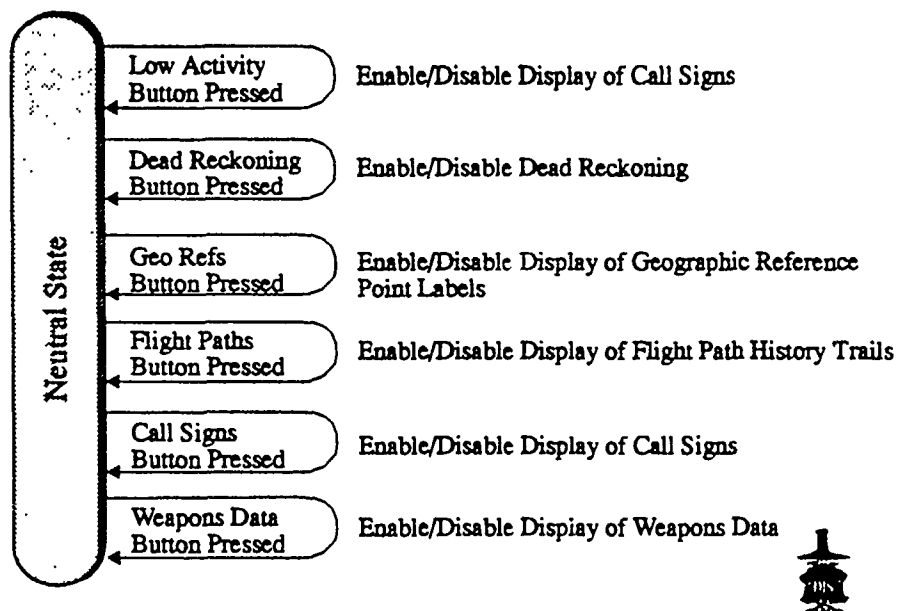 Low Activity
Button Pressed
Enable/Disable Display of Call Signs
Dead Reckoning
Button Pressed
Enable/Disable Dead Reckoning
Neutral State
Geo Refs
Button Pressed
Enable/Disable Display of Geographic Reference
Point Labels
Flight Paths
Button Pressed
Enable/Disable Display of Flight Path History Trails
Call Signs
Button Pressed
Enable/Disable Display of Call Signs
Weapons Data
Button Pressed
Enable/Disable Display of Weapons Data